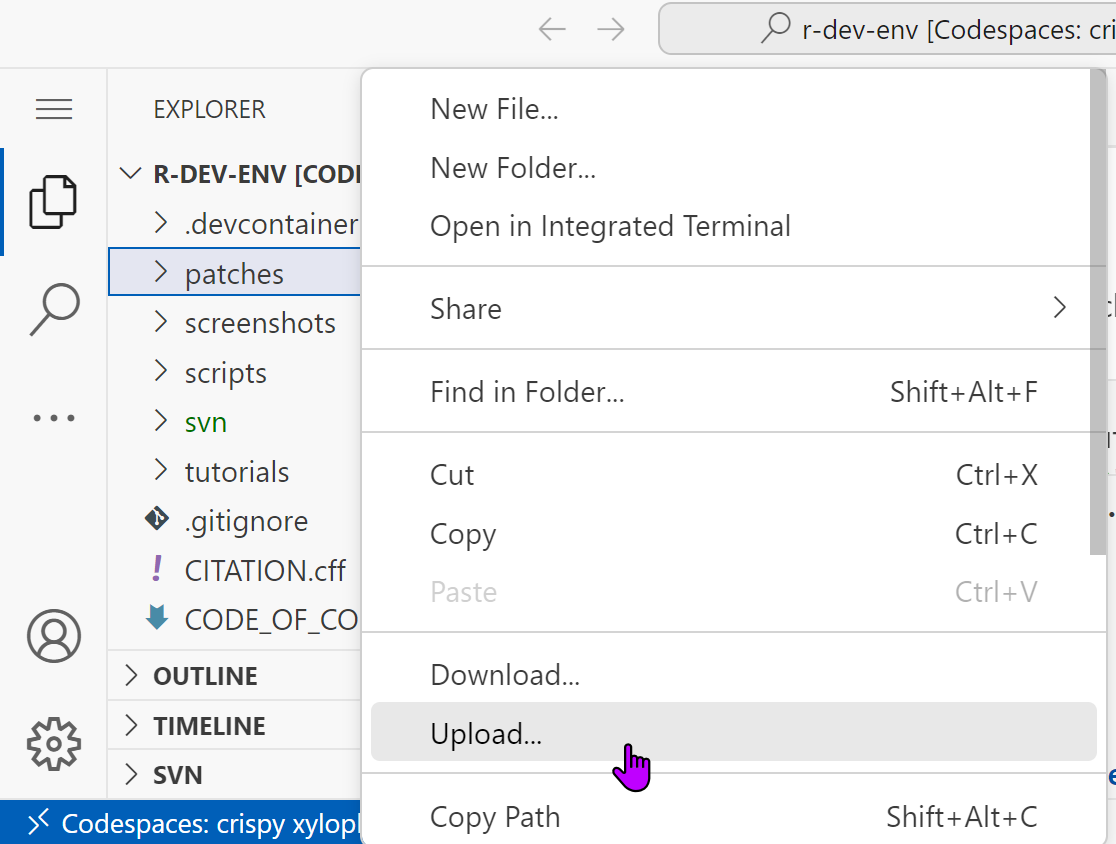 r-dev-env [Codespaces: cri
EXPLORER
R-DEV-ENV [CODE
.devcontainer
patches
screenshots
scripts
svn
tutorials
.gitignore
CITATION.cff
CODE_OF_CO
OUTLINE
TIMELINE
SVN
Codespaces: crispy xylopl
New File...
New Folder...
Open in Integrated Terminal
Share
Find in Folder... Shift+Alt+F
Cut Ctrl+X
Copy Ctrl+C
Paste Ctrl+V
Download...
Upload...
Copy Path Shift+Alt+C